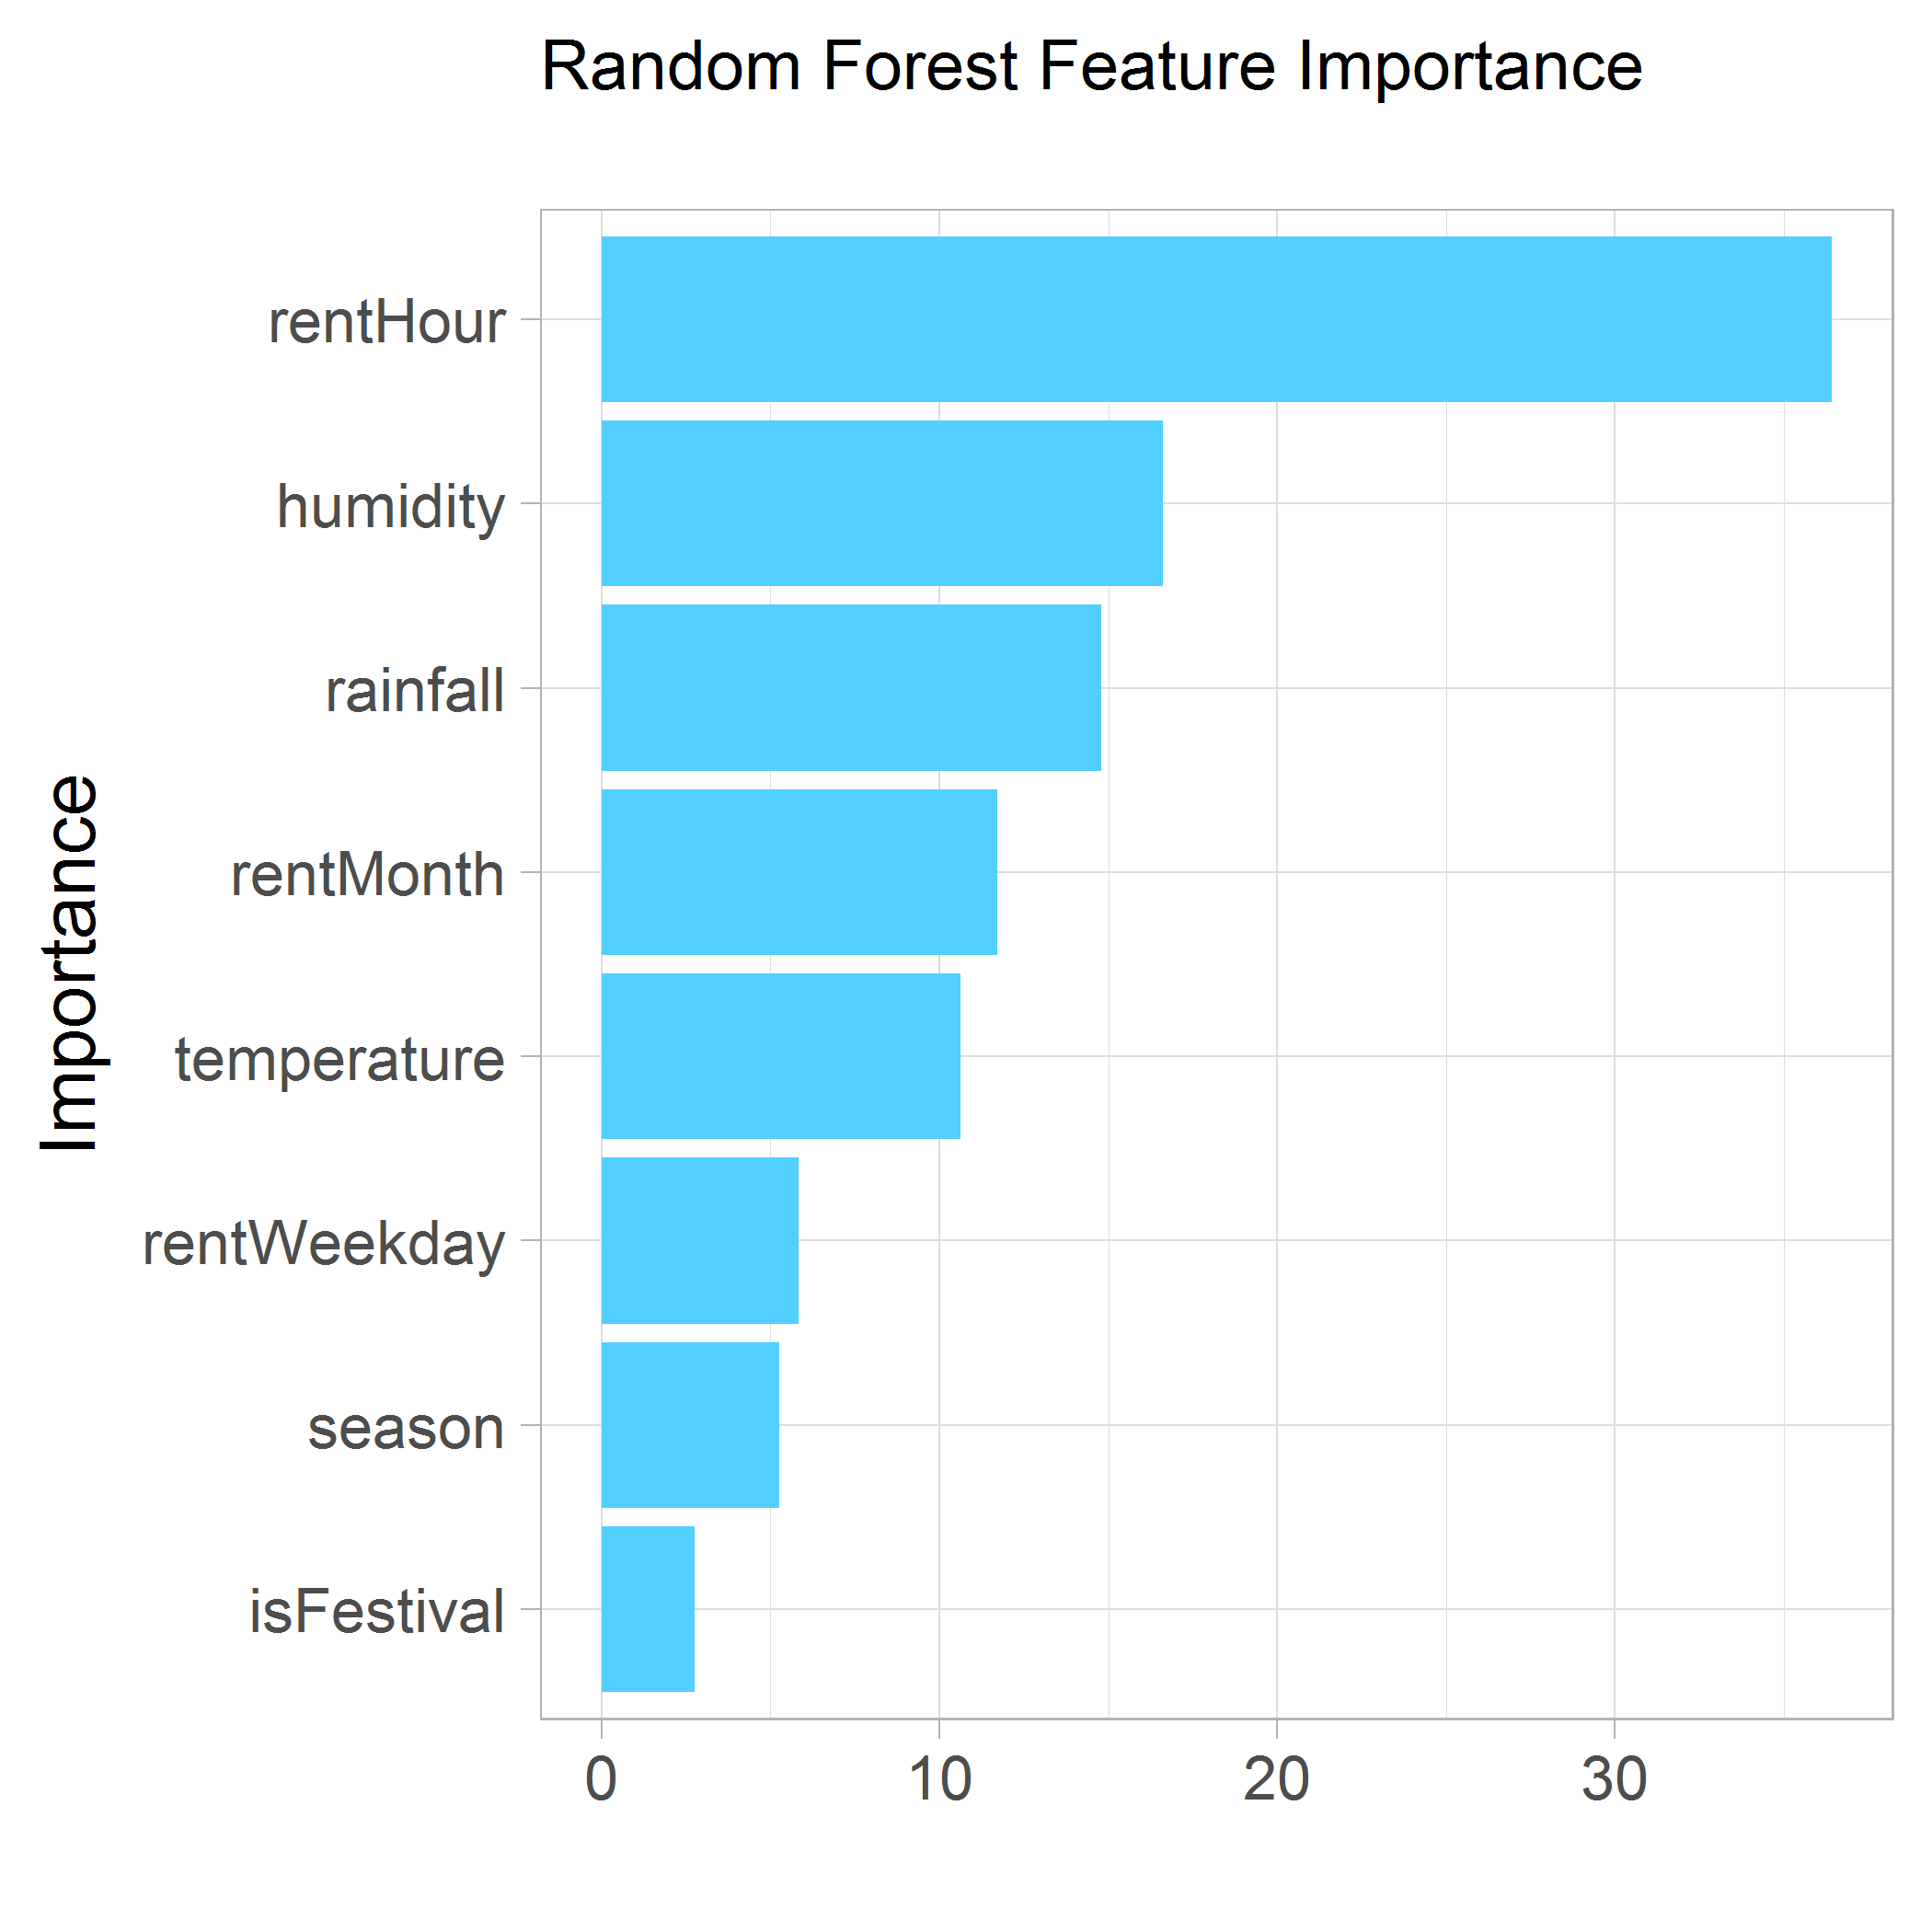 Random Forest Feature Importance
rentHour
humidity
rainfall
rentMonth
temperature
rentWeekday
season
isFestival
Importance
0 10 20 30